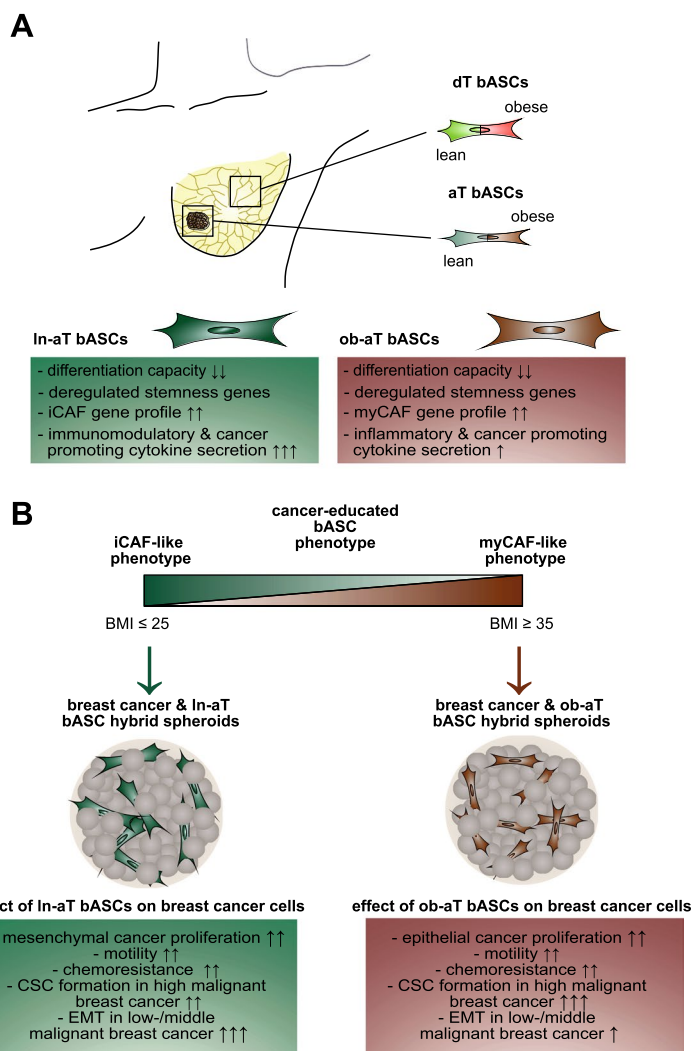 A
dT bASCs
obese
lean
aT bASCs
obese
lean
ln-aT bASCs
- differentiation capacity ↓↓
- deregulated stemness genes
- iCAF gene profile ↑↑
- immunomodulatory & cancer
promoting cytokine secretion ↑↑↑
ob-aT bASCs
- differentiation capacity ↓↓
- deregulated stemness genes
- myCAF gene profile ↑↑
- inflammatory & cancer promoting
cytokine secretion ↑
B
cancer-educated
bASC
phenotype
iCAF-like
phenotype
myCAF-like
phenotype
BMI ≤ 25
BMI ≥ 35
breast cancer & ln-aT
bASC hybrid spheroids
breast cancer & ob-aT
bASC hybrid spheroids
ct of ln-aT bASCs on breast cancer cells
mesenchymal cancer proliferation ↑↑
- motility ↑↑
- chemoresistance ↑↑
- CSC formation in high malignant
breast cancer ↑↑
- EMT in low-/middle
malignant breast cancer ↑↑↑
effect of ob-aT bASCs on breast cancer cells
- epithelial cancer proliferation ↑↑
- motility ↑↑
- chemoresistance ↑↑
- CSC formation in high malignant
breast cancer ↑↑↑
- EMT in low-/middle
malignant breast cancer ↑